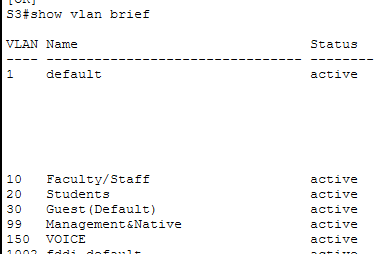 [OK]
S3#show vlan brief
VLAN Name Status
---- -------------------------------- ---------
1 default active
10 Faculty/Staff active
20 Students active
30 Guest(Default) active
99 Management&Native active
150 VOICE active
1002 fddi-default active